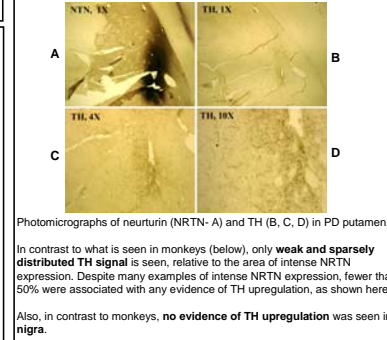 NTN, 1X
TH, 1X
A
B
TH, 4X
TH, 10X
C
D
Photomicrographs of neurturin (NRTN- A) and TH (B, C, D) in PD putamen
In contrast to what is seen in monkeys (below), only weak and sparsely
distributed TH signal is seen, relative to the area of intense NRTN
expression. Despite many examples of intense NRTN expression, fewer tha
50% were associated with any evidence of TH upregulation, as shown here
Also, in contrast to monkeys, no evidence of TH upregulation was seen i
nigra.